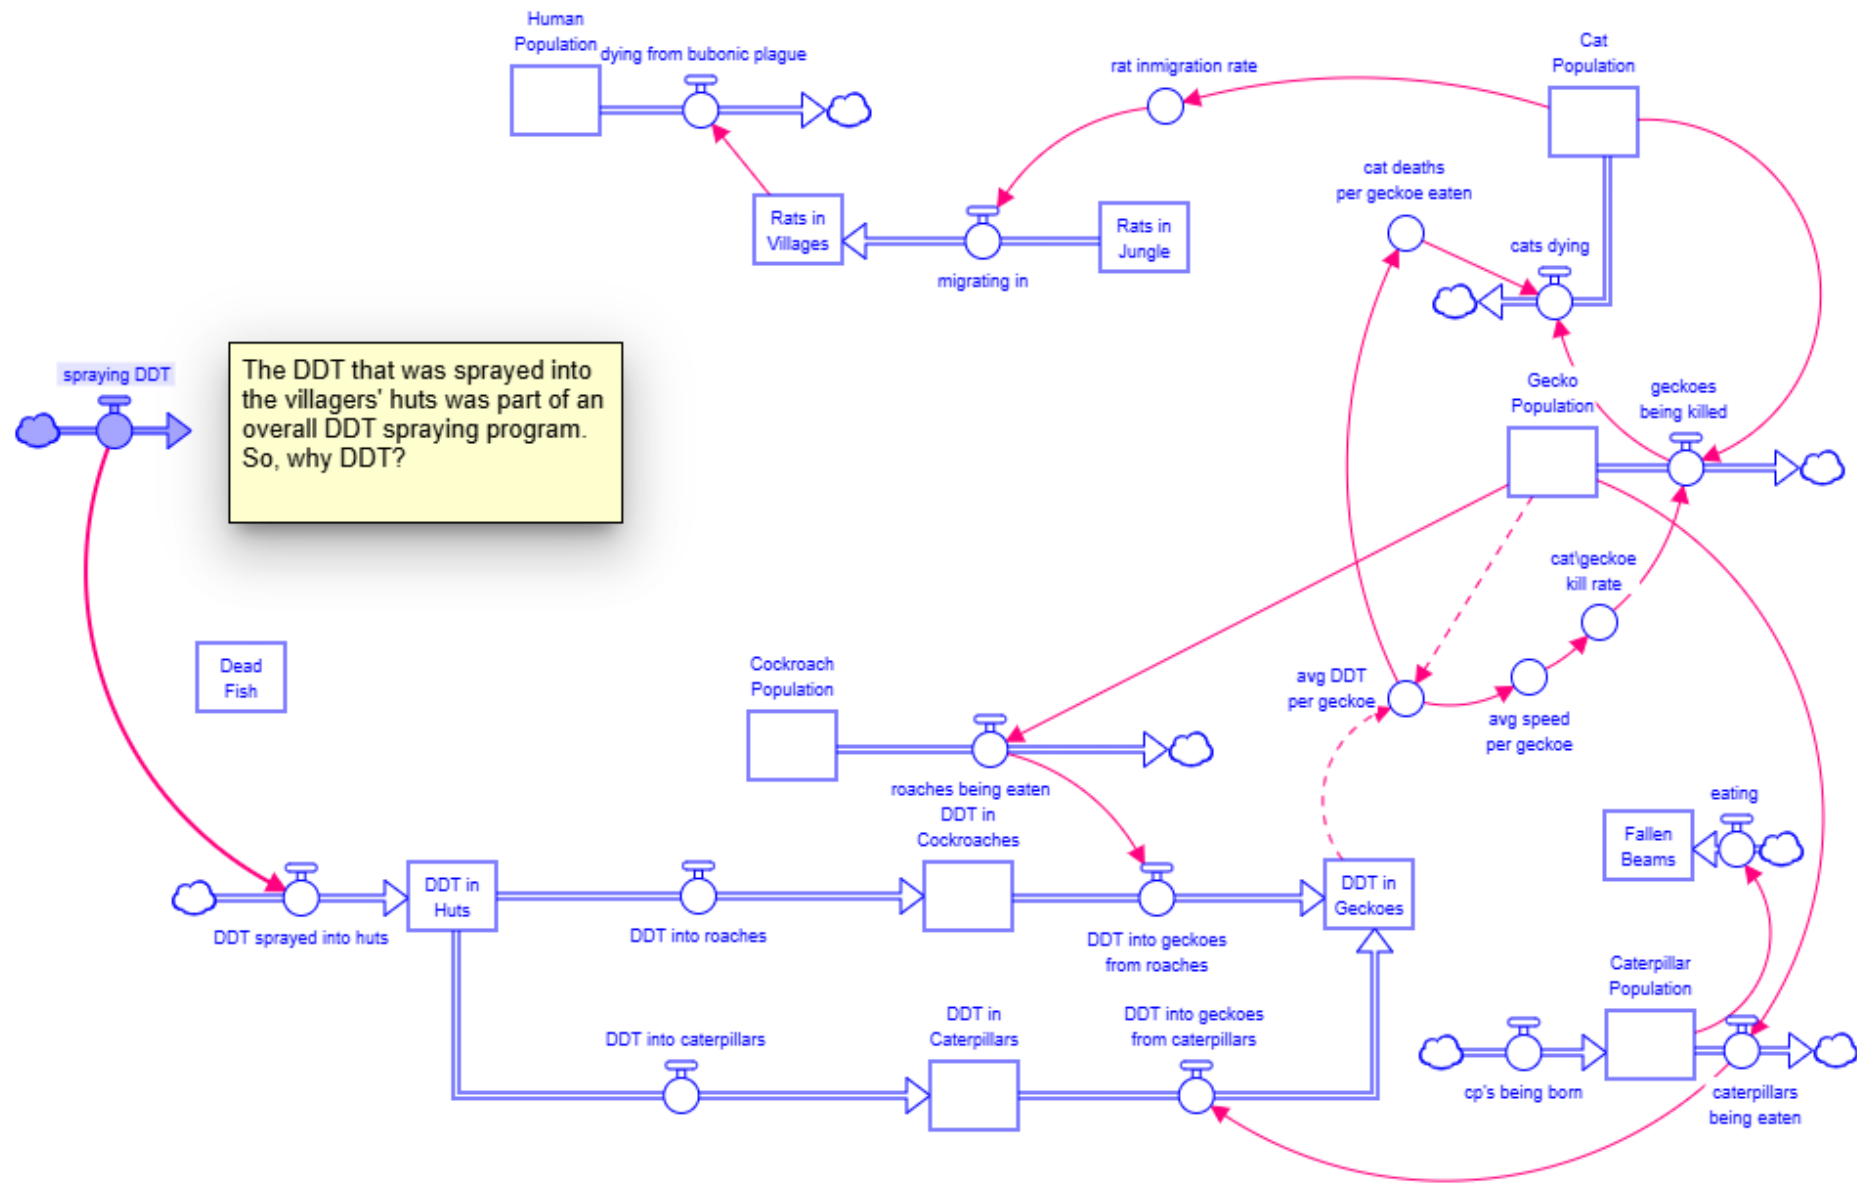 Human
Population
dying from bubonic plague
rat inmigration rate
Cat
Population
cat deaths
per geckoe eaten
Rats in
Villages
Rats in
Jungle
cats dying
migrating in
spraying DDT
The DDT that was sprayed into
the villagers' huts was part of an
overall DDT spraying program.
So, why DDT?
Gecko
Population
geckoes
being killed
cat\geckoe
kill rate
Dead
Fish
Cockroach
Population
avg DDT
per geckoe
avg speed
per geckoe
roaches being eaten
DDT in
Cockroaches
eating
Fallen
Beams
DDT in
Huts
DDT in
Geckoes
DDT sprayed into huts
DDT into roaches
DDT into geckoes
from roaches
Caterpillar
Population
DDT into caterpillars
DDT in
Caterpillars
DDT into geckoes
from caterpillars
cp's being born
caterpillars
being eaten